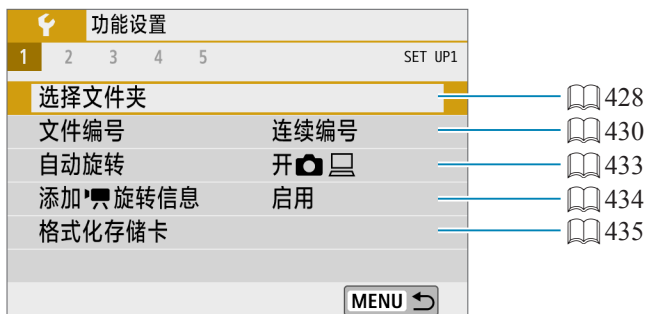 功能设置
1 2 3 4 5 SET UP1
选择文件夹 428
文件编号 连续编号 430
自动旋转 开 433
添加旋转信息 启用 434
格式化存储卡 435
MENU